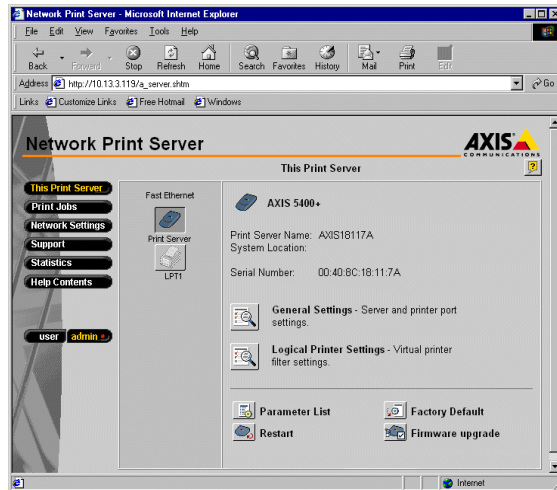 Network Print Server - Microsoft Internet Explorer
File Edit View Favorites Tools Help
Back Forward Stop Refresh Home Search Favorites History Mail Print Edit
Address http://10.13.3.119/a_server.shtm Go
Links Customize Links Free Hotmail Windows
Network Print Server
AXIS
COMMUNICATIONS
This Print Server
?
This Print Server
Print Jobs
Network Settings
Support
Statistics
Help Contents
user admin
Fast Ethernet
Print Server
LPT1
AXIS 5400+
Print Server Name: AXIS18117A
System Location:
Serial Number: 00:40:8C:18:11:7A
General Settings - Server and printer port
settings.
Logical Printer Settings - Virtual printer
filter settings.
Parameter List
Factory Default
Restart
Firmware upgrade
Internet